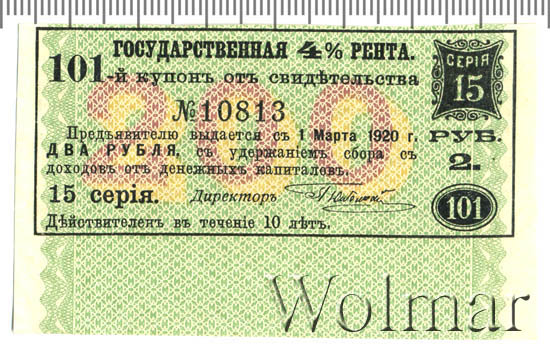 ГОСУДАРСТВЕННАЯ 4% РЕНТА.
101-й купонъ отъ свидѣтельства
№10813
Предъявителю выдается съ 1 Марта 1920 г.
ДВА РУБЛЯ, съ удержаніемъ сбора съ
доходовъ отъ денежныхъ капиталовъ.
15 серія. Директоръ
Дѣйствителенъ въ теченіе 10 лѣтъ.
СЕРІЯ
15
РУБ.
2.
101
200
Wolmar